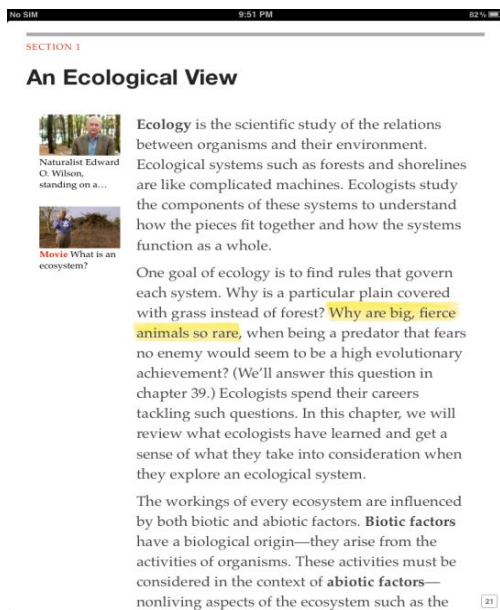 No SIM 9:51 PM 82%
SECTION 1
An Ecological View
Naturalist Edward
O. Wilson,
standing on a…
Movie What is an
ecosystem?
Ecology is the scientific study of the relations
between organisms and their environment.
Ecological systems such as forests and shorelines
are like complicated machines. Ecologists study
the components of these systems to understand
how the pieces fit together and how the systems
function as a whole.
One goal of ecology is to find rules that govern
each system. Why is a particular plain covered
with grass instead of forest? Why are big, fierce
animals so rare, when being a predator that fears
no enemy would seem to be a high evolutionary
achievement? (We’ll answer this question in
chapter 39.) Ecologists spend their careers
tackling such questions. In this chapter, we will
review what ecologists have learned and get a
sense of what they take into consideration when
they explore an ecological system.
The workings of every ecosystem are influenced
by both biotic and abiotic factors. Biotic factors
have a biological origin—they arise from the
activities of organisms. These activities must be
considered in the context of abiotic factors—
nonliving aspects of the ecosystem such as the
21